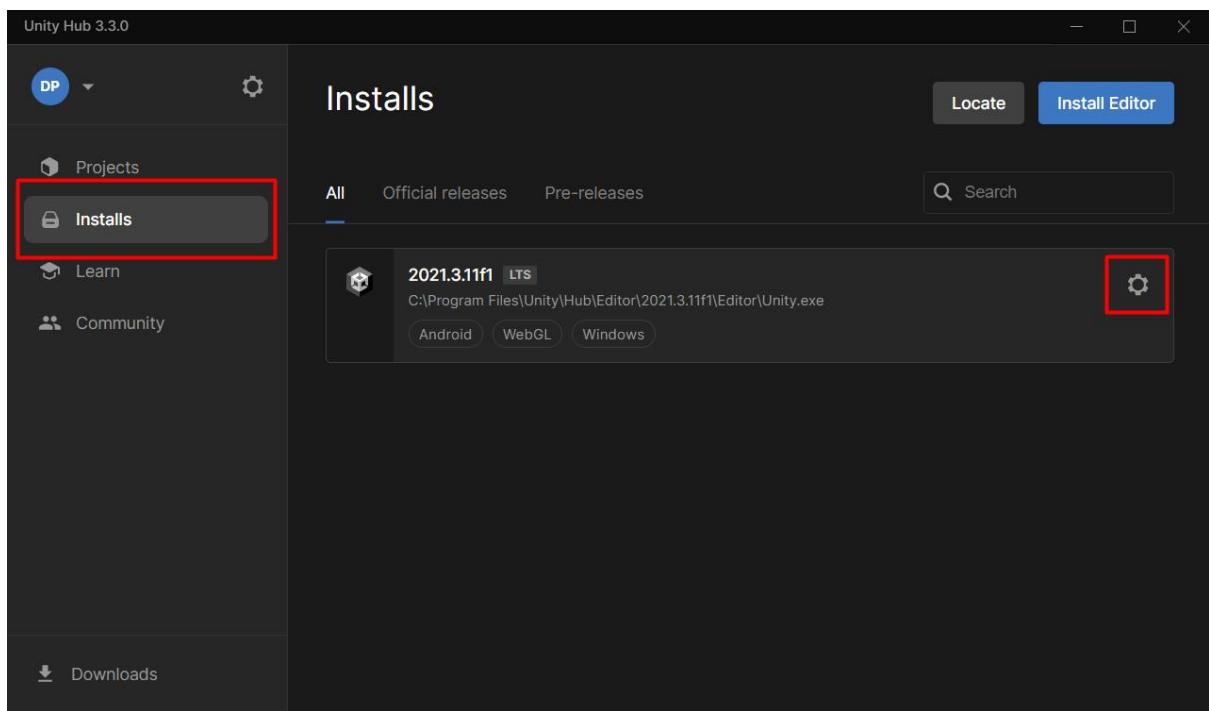 Unity Hub 3.3.0
DP
Installs
Locate
Install Editor
Projects
Installs
Learn
Community
All Official releases Pre-releases
Search
2021.3.11f1 LTS
C:\Program Files\Unity\Hub\Editor\2021.3.11f1\Editor\Unity.exe
Android WebGL Windows
Downloads